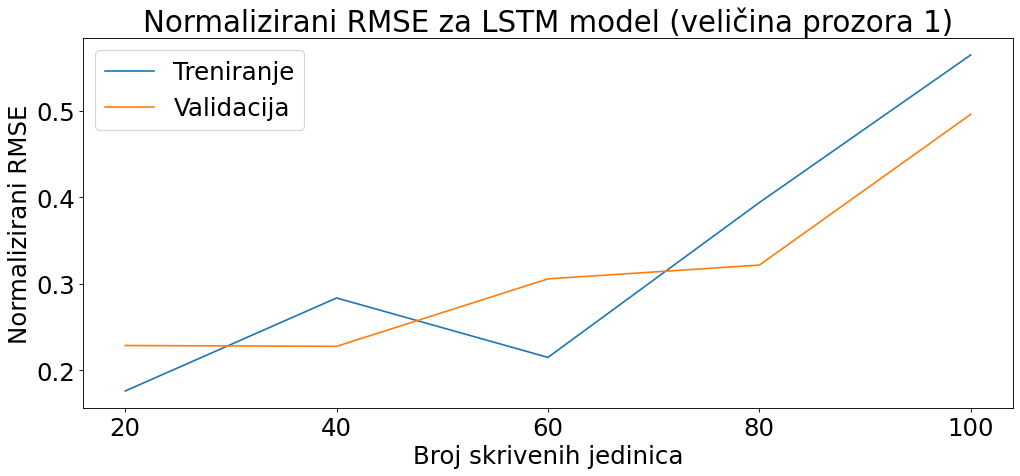 Normalizirani RMSE za LSTM model (veličina prozora 1)
Treniranje
Validacija
Normalizirani RMSE
0.5
0.4
0.3
0.2
20 40 60 80 100
Broj skrivenih jedinica